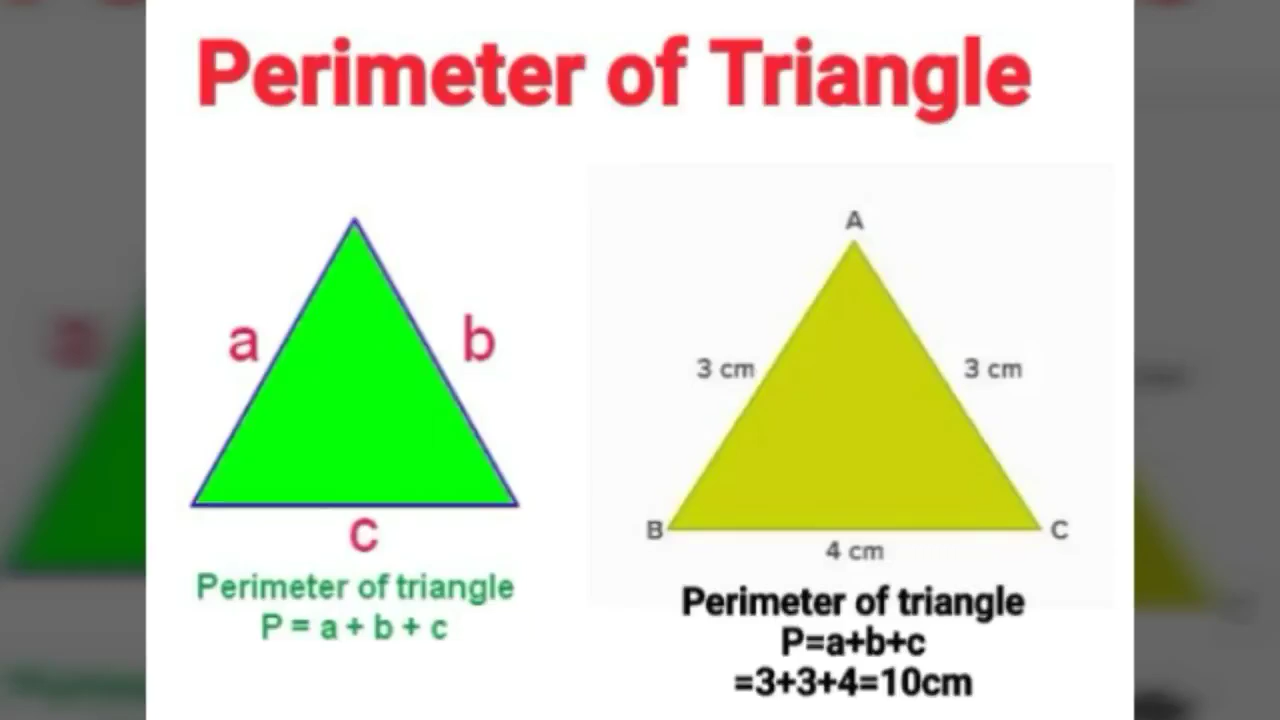 Perimeter of Triangle
a
b
c
Perimeter of triangle
P = a + b + c
A
3 cm
3 cm
B
C
4 cm
Perimeter of triangle
P=a+b+c
=3+3+4=10cm